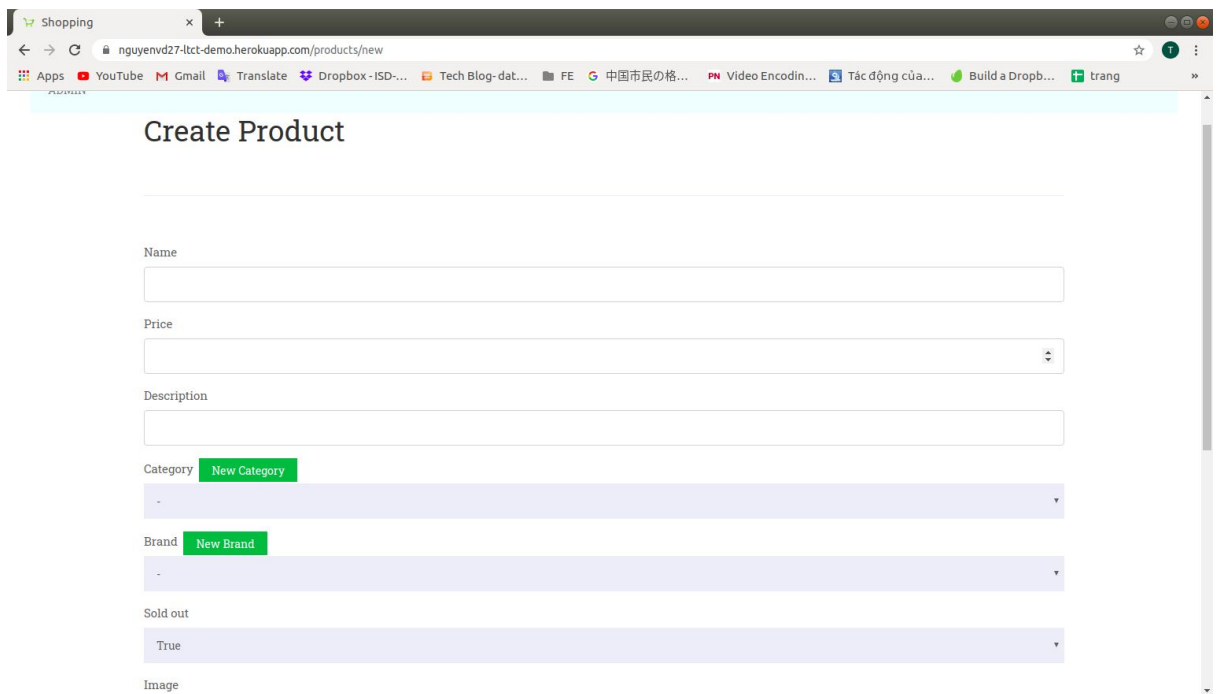 Shopping
nguyenvd27-ltct-demo.herokuapp.com/products/new
T
Apps YouTube Gmail Translate Dropbox - ISD-... Tech Blog- dat... FE 中国市民の格... Video Encodin... Tác động của... Build a Dropb... trang »
ADMIN
Create Product
Name
Price
Description
Category New Category
-
Brand New Brand
-
Sold out
True
Image